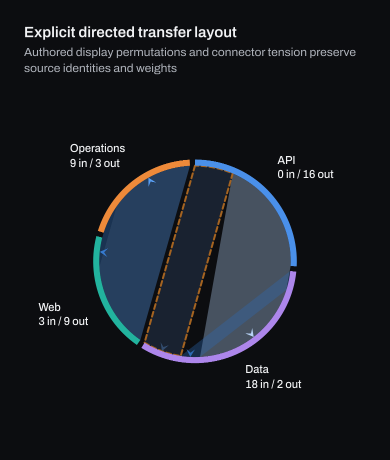 Explicit directed transfer layout
Authored display permutations and connector tension preserve
source identities and weights
Operations
9 in / 3 out
API
0 in / 16 out
Web
3 in / 9 out
Data
18 in / 2 out